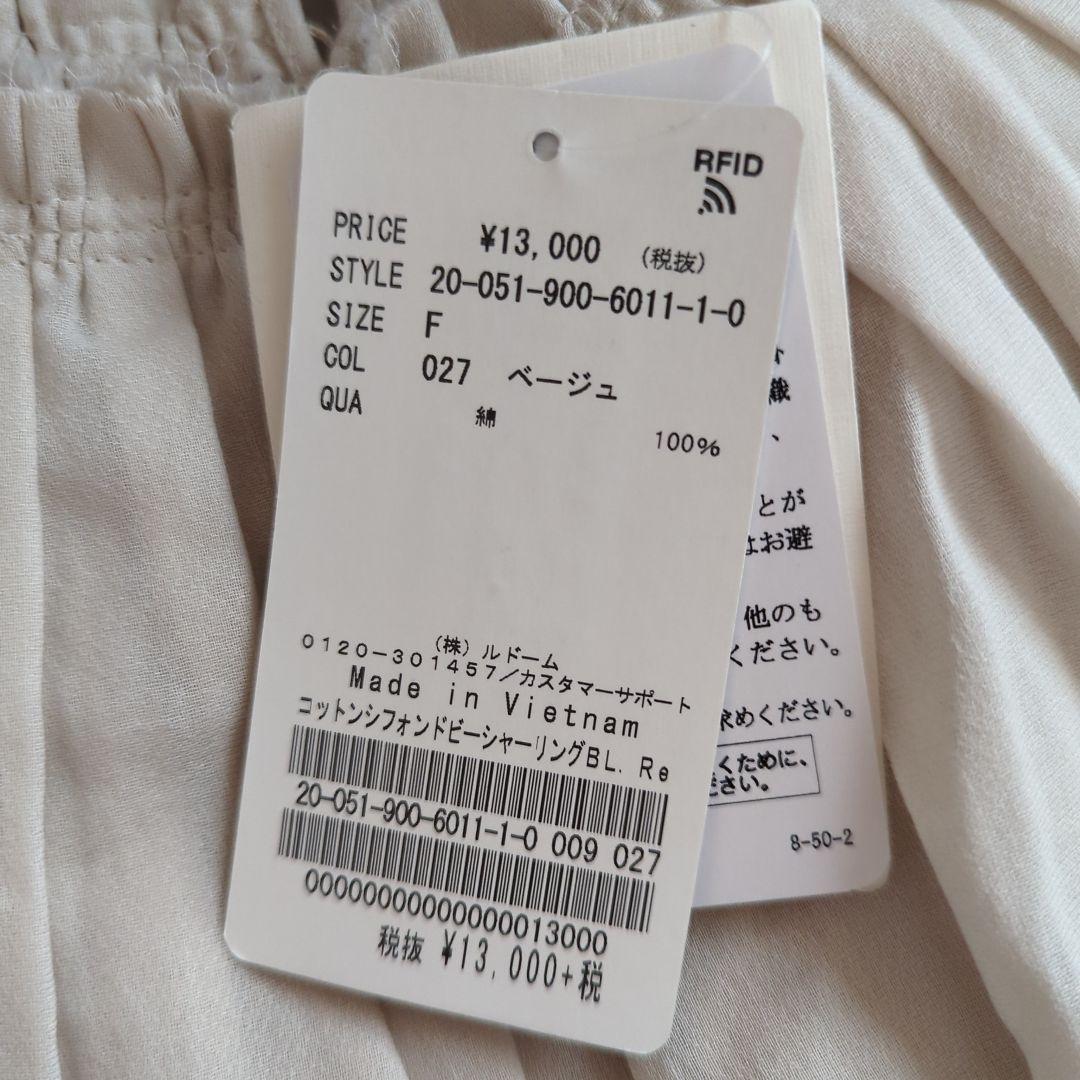 RFID
PRICE ¥13,000 (税抜)
STYLE 20-051-900-6011-1-0
SIZE F
COL 027 ベージュ
QUA 綿 100%
(株)ルドーム
0120-301457/カスタマーサポート
Made in Vietnam
コットンシフォンドビーシャーリングBL. Re
20-051-900-6011-1-0 009 027
0000000000000013000
税抜 ¥13,000+税
織
、
とが
はお避
他のも
ください。
求めください。
くために、
ださい。
8-50-2